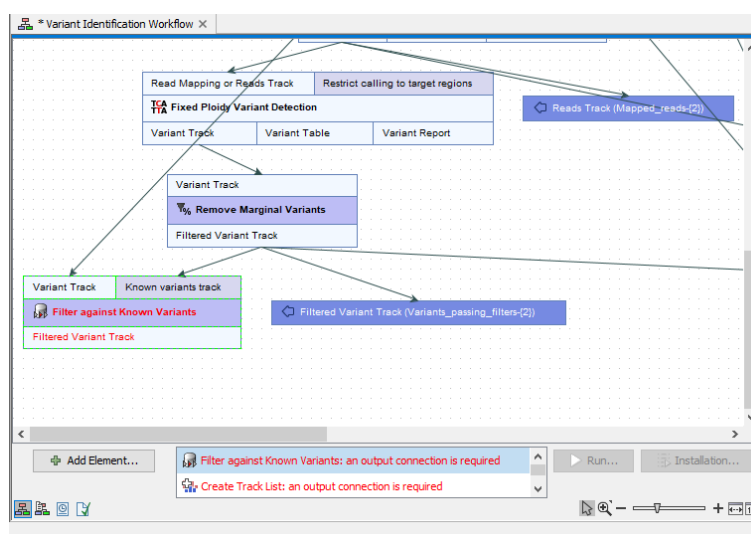 * Variant Identification Workflow
Read Mapping or Reads Track
Restrict calling to target regions
Fixed Ploidy Variant Detection
Variant Track
Variant Table
Variant Report
Reads Track (Mapped_reads-{2})
Variant Track
Remove Marginal Variants
Filtered Variant Track
Variant Track
Known variants track
Filter against Known Variants
Filtered Variant Track
Filtered Variant Track (Variants_passing_filters-{2})
Add Element...
Filter against Known Variants: an output connection is required
Create Track List: an output connection is required
Run...
Installation...